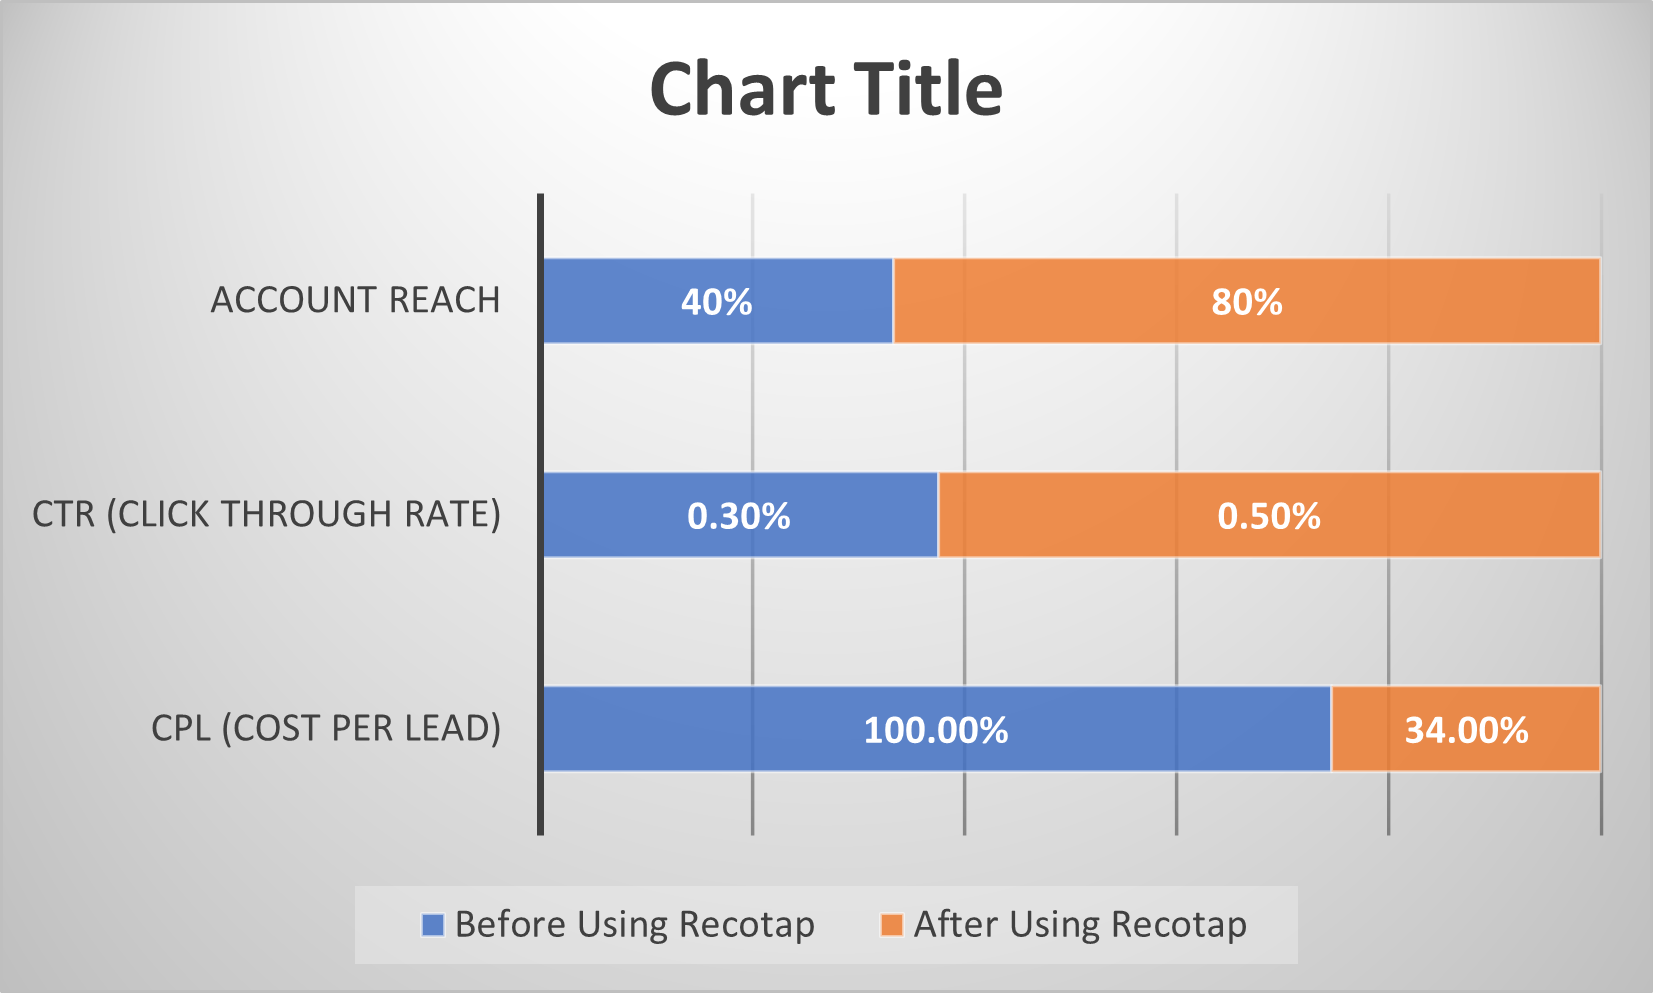 Chart Title
ACCOUNT REACH
40%
80%
CTR (CLICK THROUGH RATE)
0.30%
0.50%
CPL (COST PER LEAD)
100.00%
34.00%
Before Using Recotap
After Using Recotap